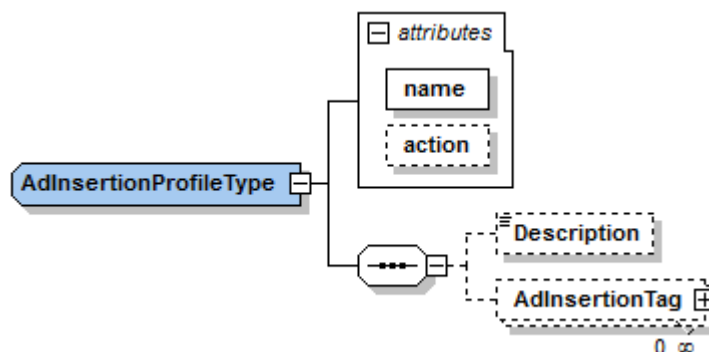 attributes
name
action
AdInsertionProfileType
Description
AdInsertionTag
0 ∞